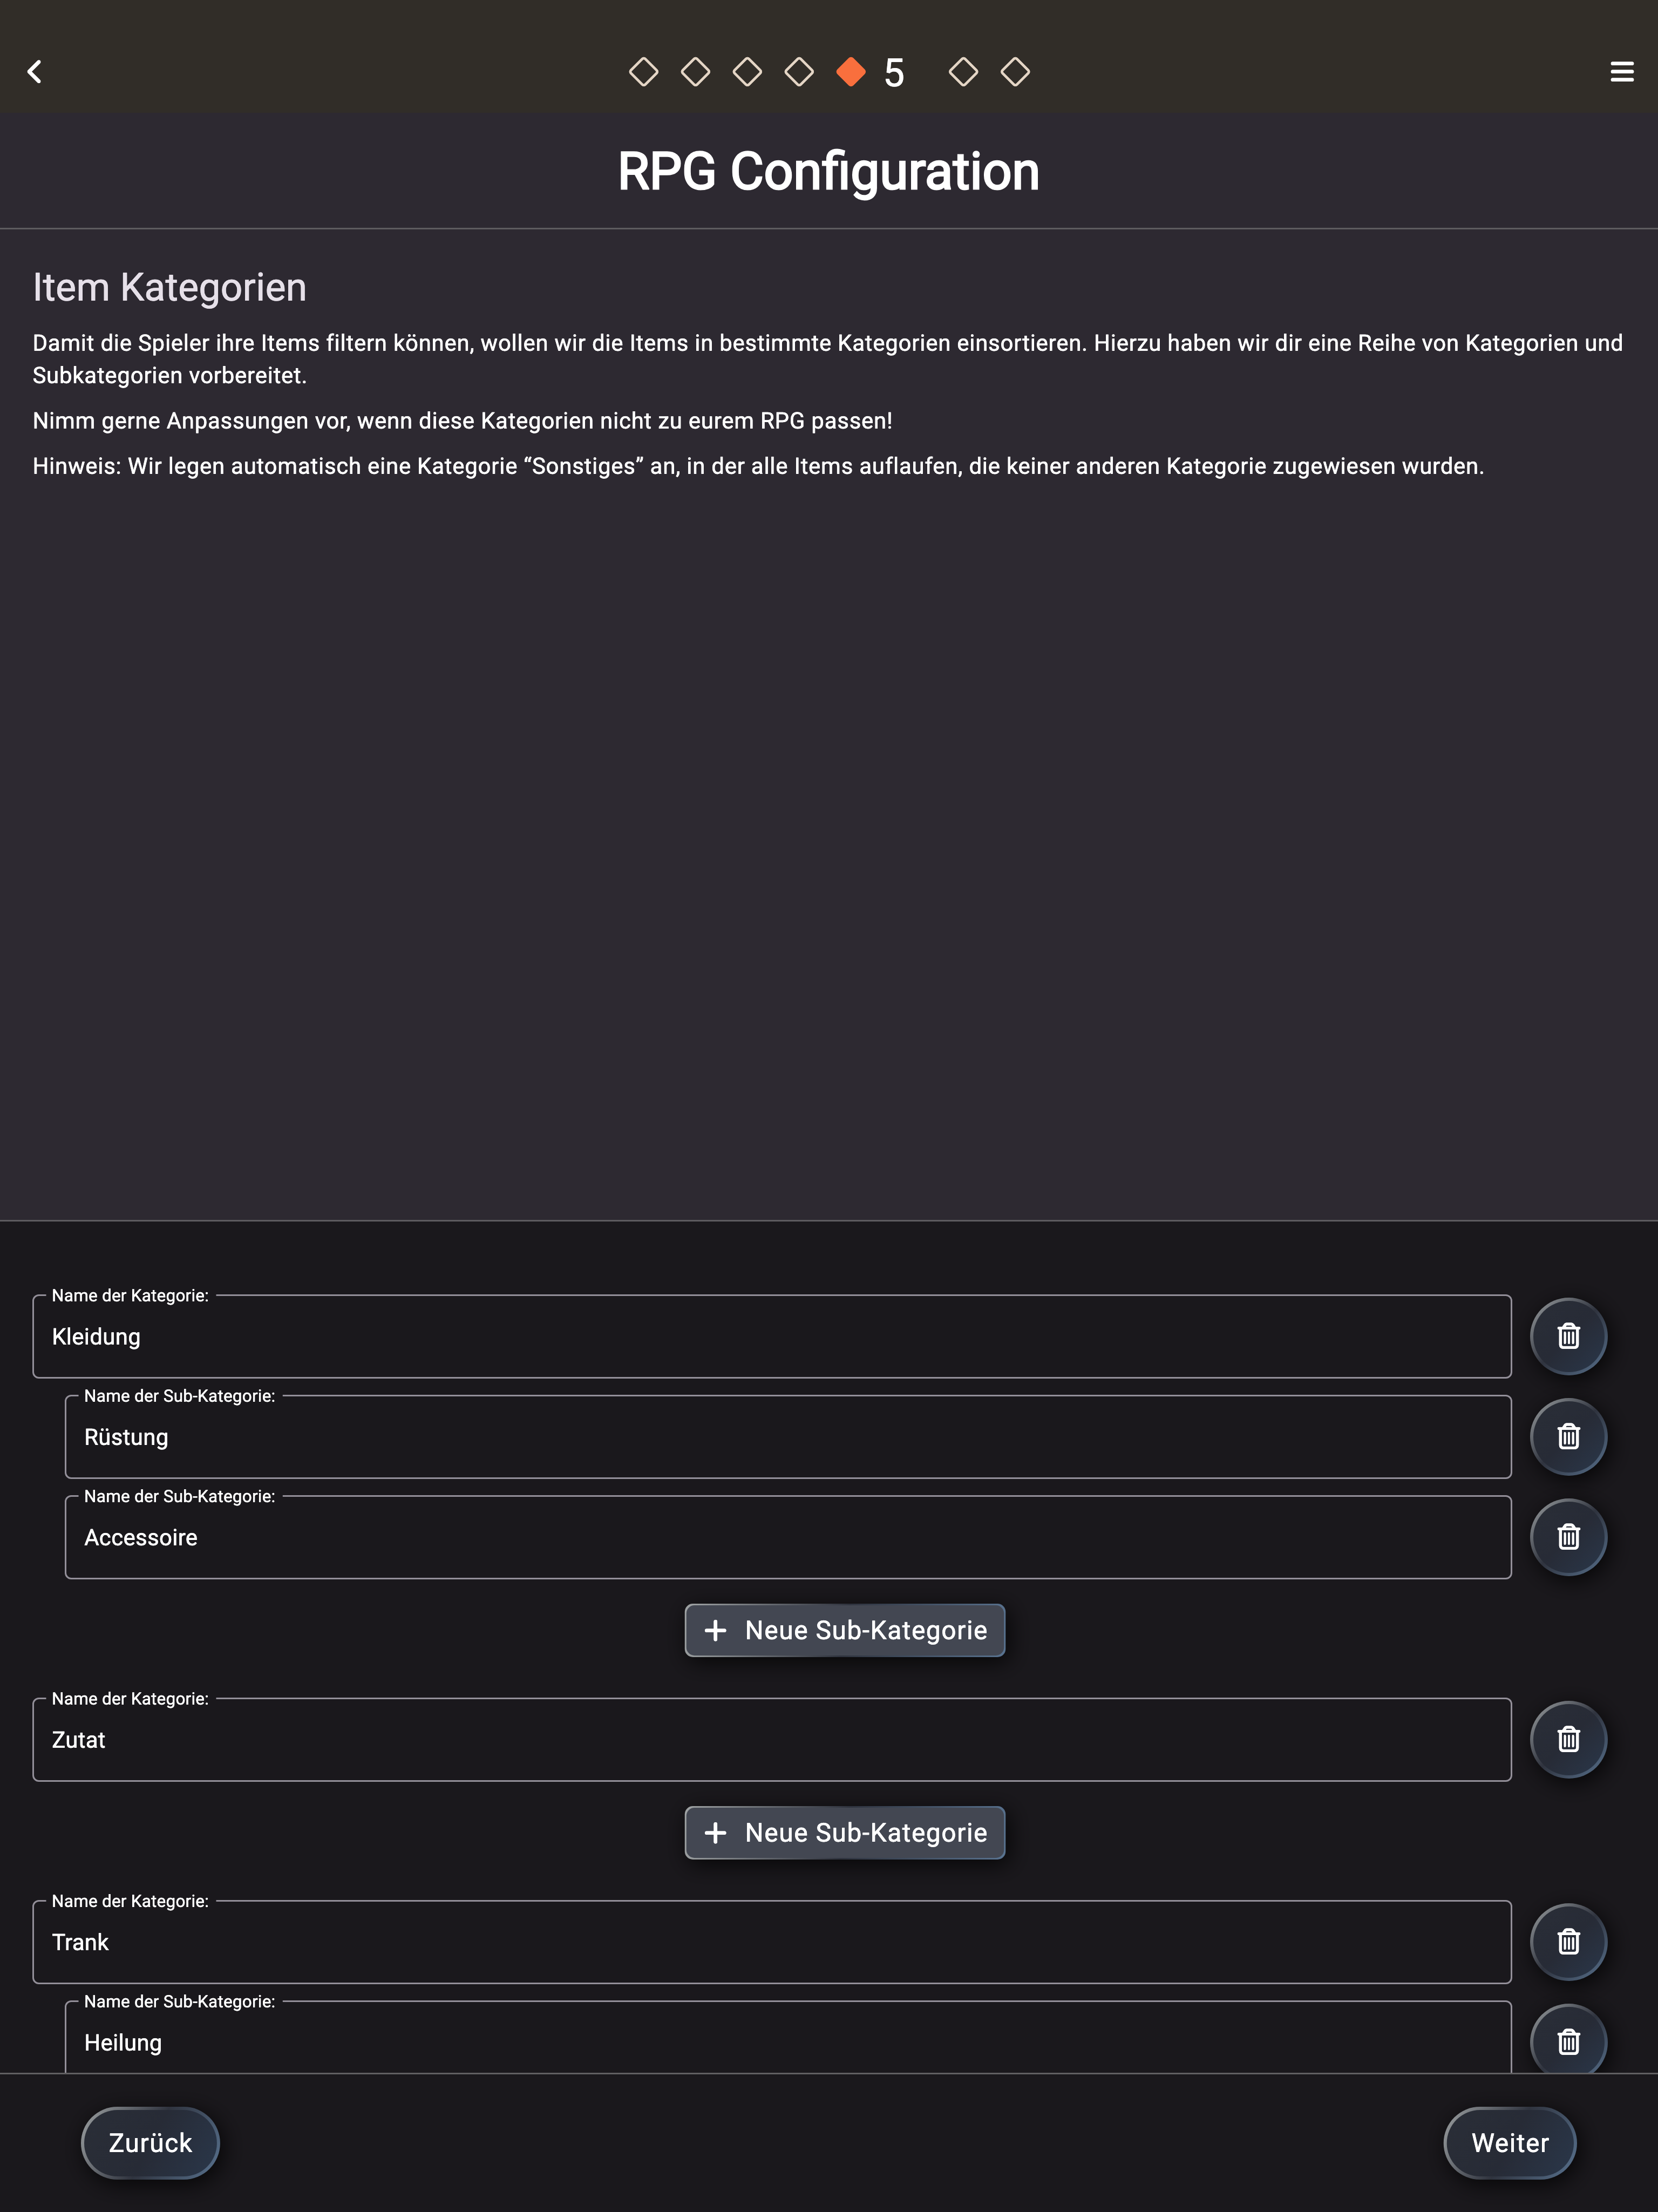 5
RPG Configuration
Item Kategorien
Damit die Spieler ihre Items filtern können, wollen wir die Items in bestimmte Kategorien einsortieren. Hierzu haben wir dir eine Reihe von Kategorien und
Subkategorien vorbereitet.
Nimm gerne Anpassungen vor, wenn diese Kategorien nicht zu eurem RPG passen!
Hinweis: Wir legen automatisch eine Kategorie “Sonstiges” an, in der alle Items auflaufen, die keiner anderen Kategorie zugewiesen wurden.
Name der Kategorie:
Kleidung
Name der Sub-Kategorie:
Rüstung
Name der Sub-Kategorie:
Accessoire
Neue Sub-Kategorie
Name der Kategorie:
Zutat
Neue Sub-Kategorie
Name der Kategorie:
Trank
Name der Sub-Kategorie:
Heilung
Zurück
Weiter